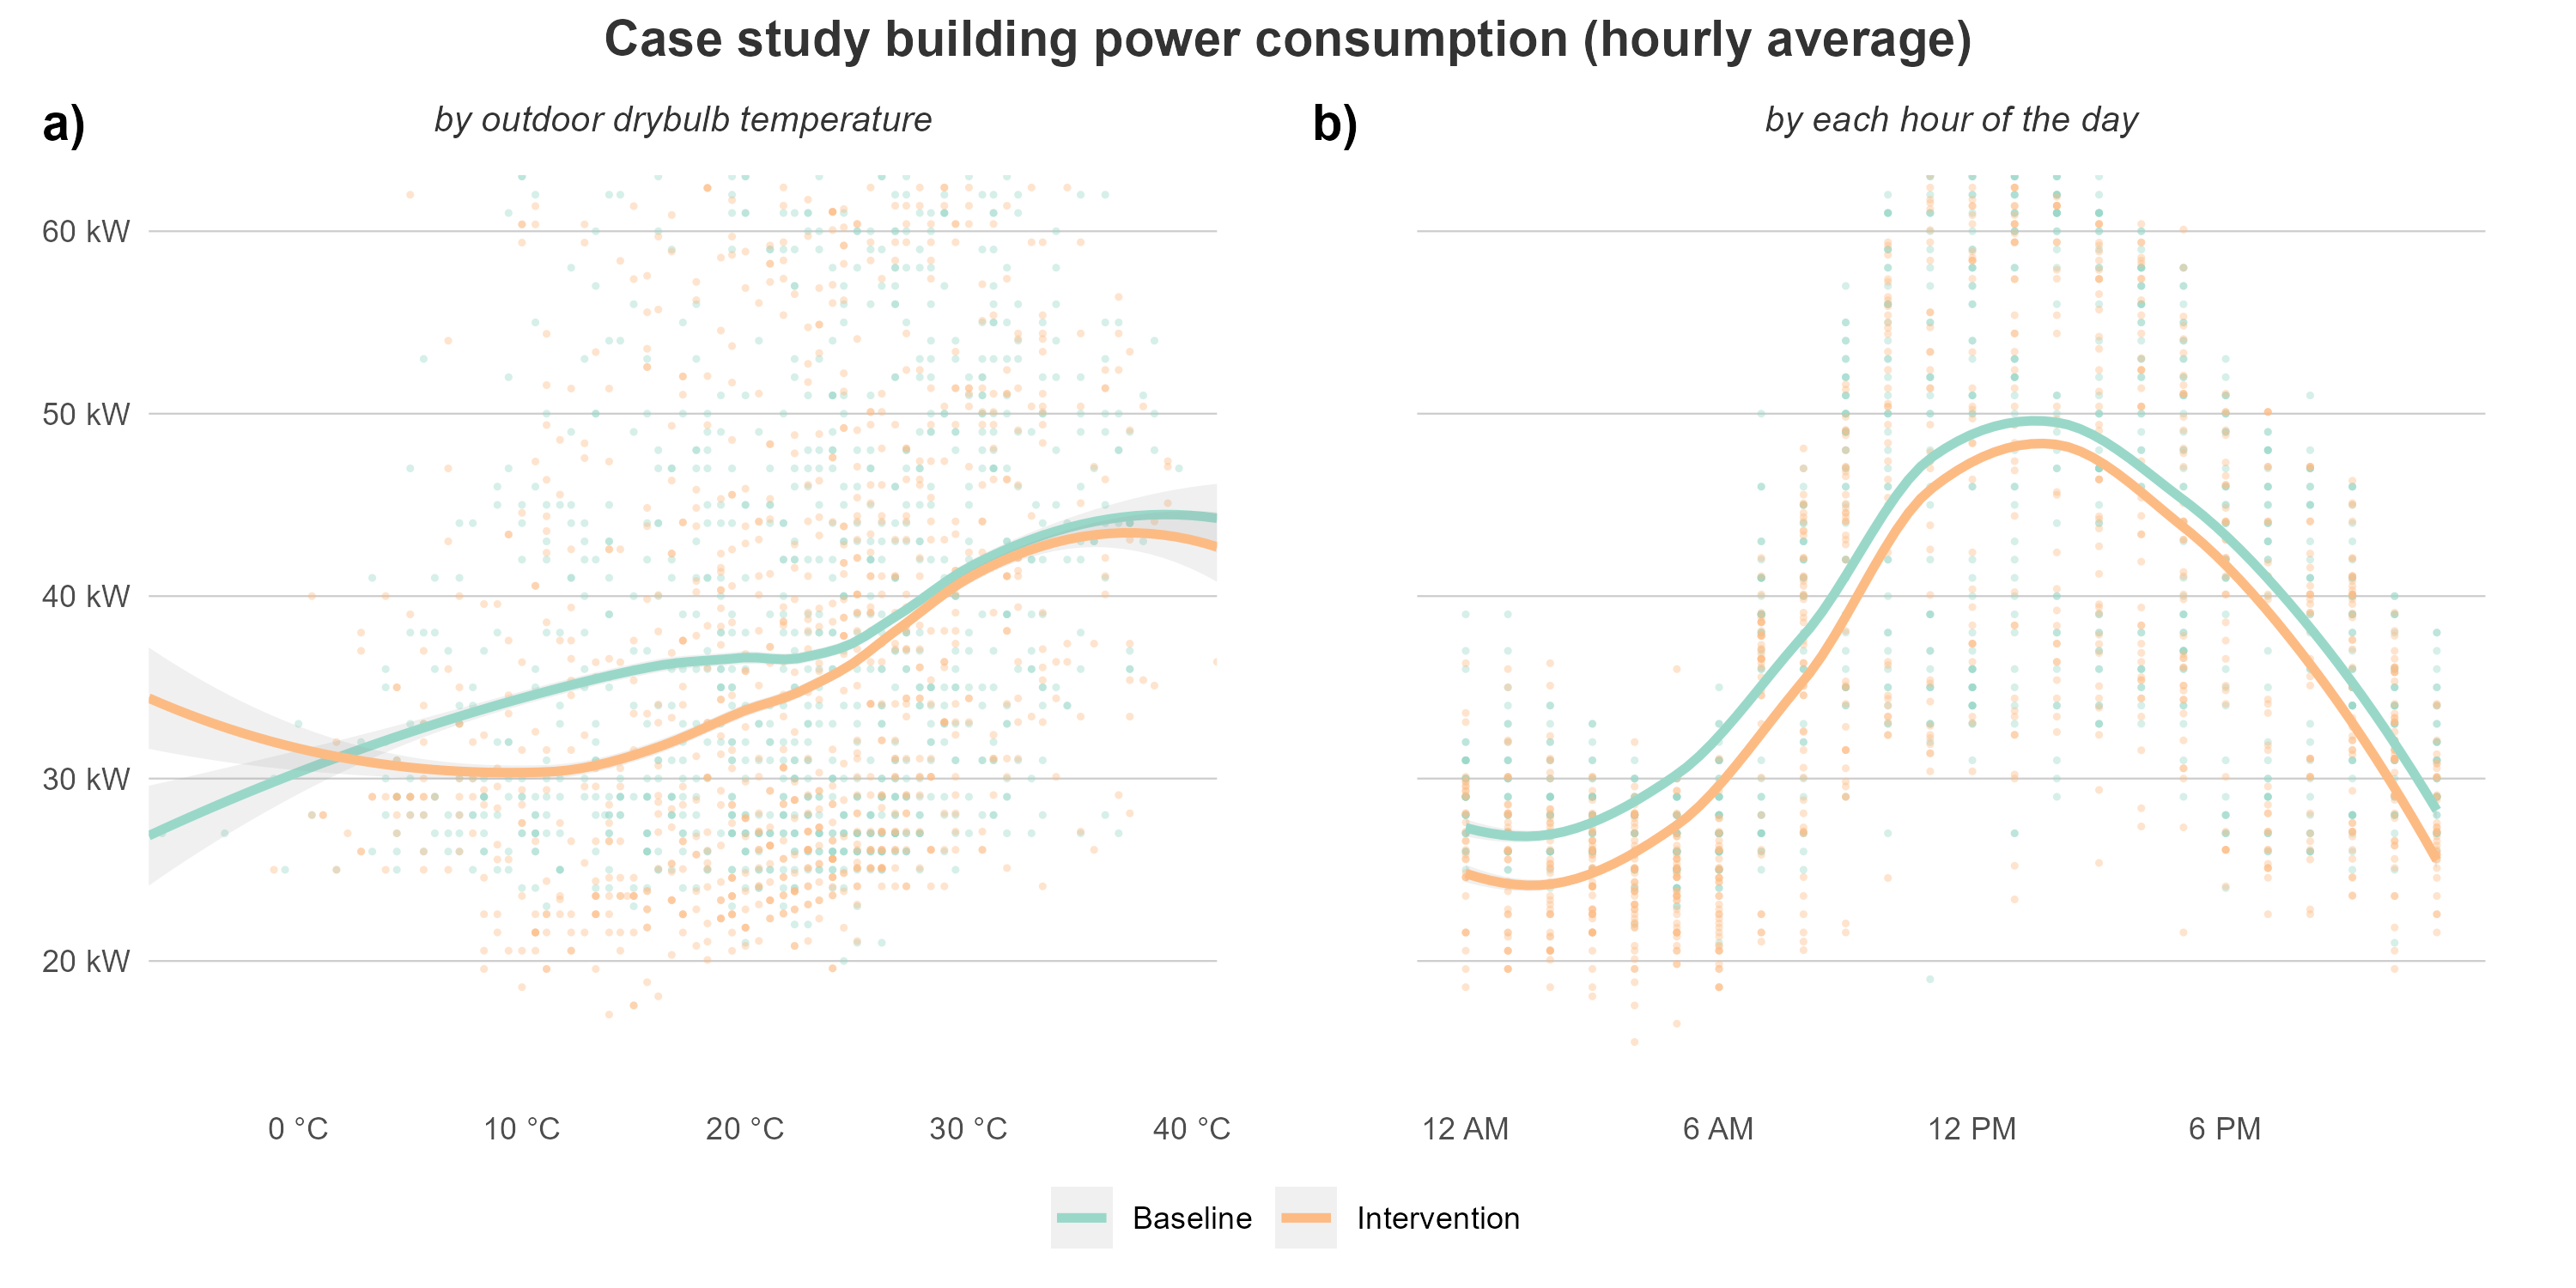 Case study building power consumption (hourly average)
a)
by outdoor drybulb temperature
60 kW
50 kW
40 kW
30 kW
20 kW
0 °C 10 °C 20 °C 30 °C 40 °C
b)
by each hour of the day
12 AM 6 AM 12 PM 6 PM
Baseline Intervention